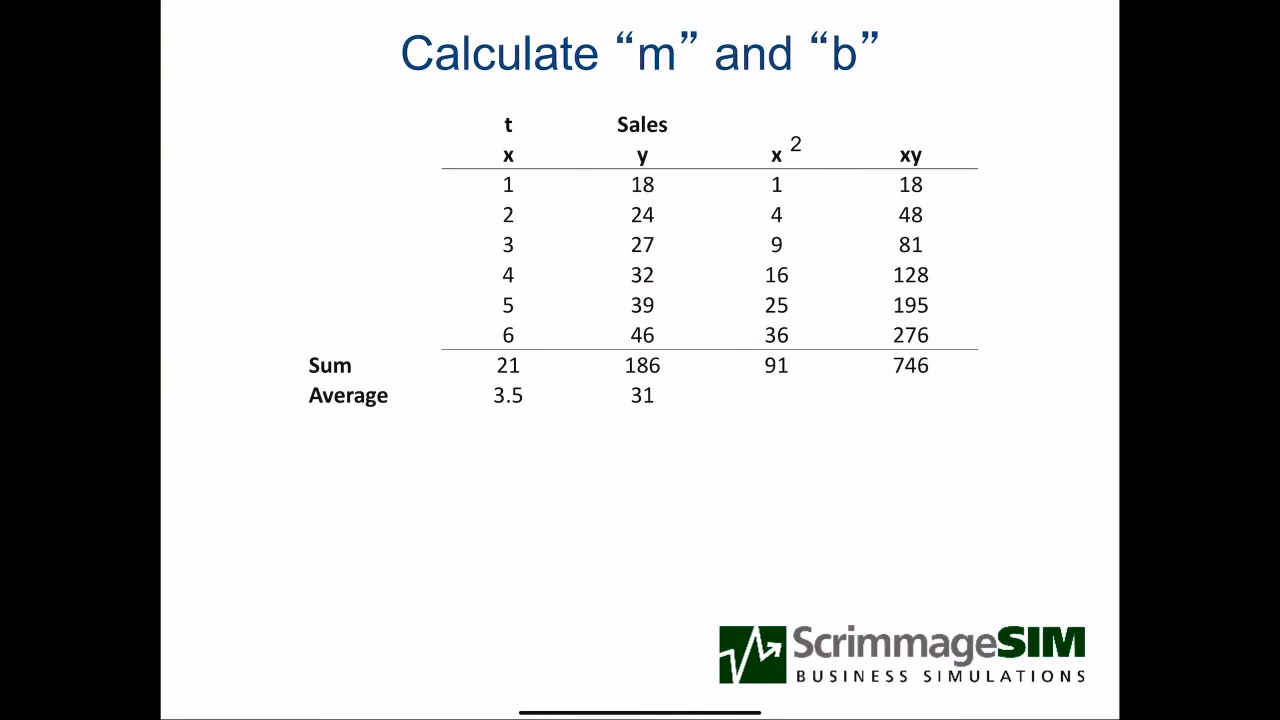 Calculate “m” and “b”
t Sales
x y x 2 xy
1 18 1 18
2 24 4 48
3 27 9 81
4 32 16 128
5 39 25 195
6 46 36 276
Sum 21 186 91 746
Average 3.5 31
ScrimmageSIM
BUSINESS SIMULATIONS